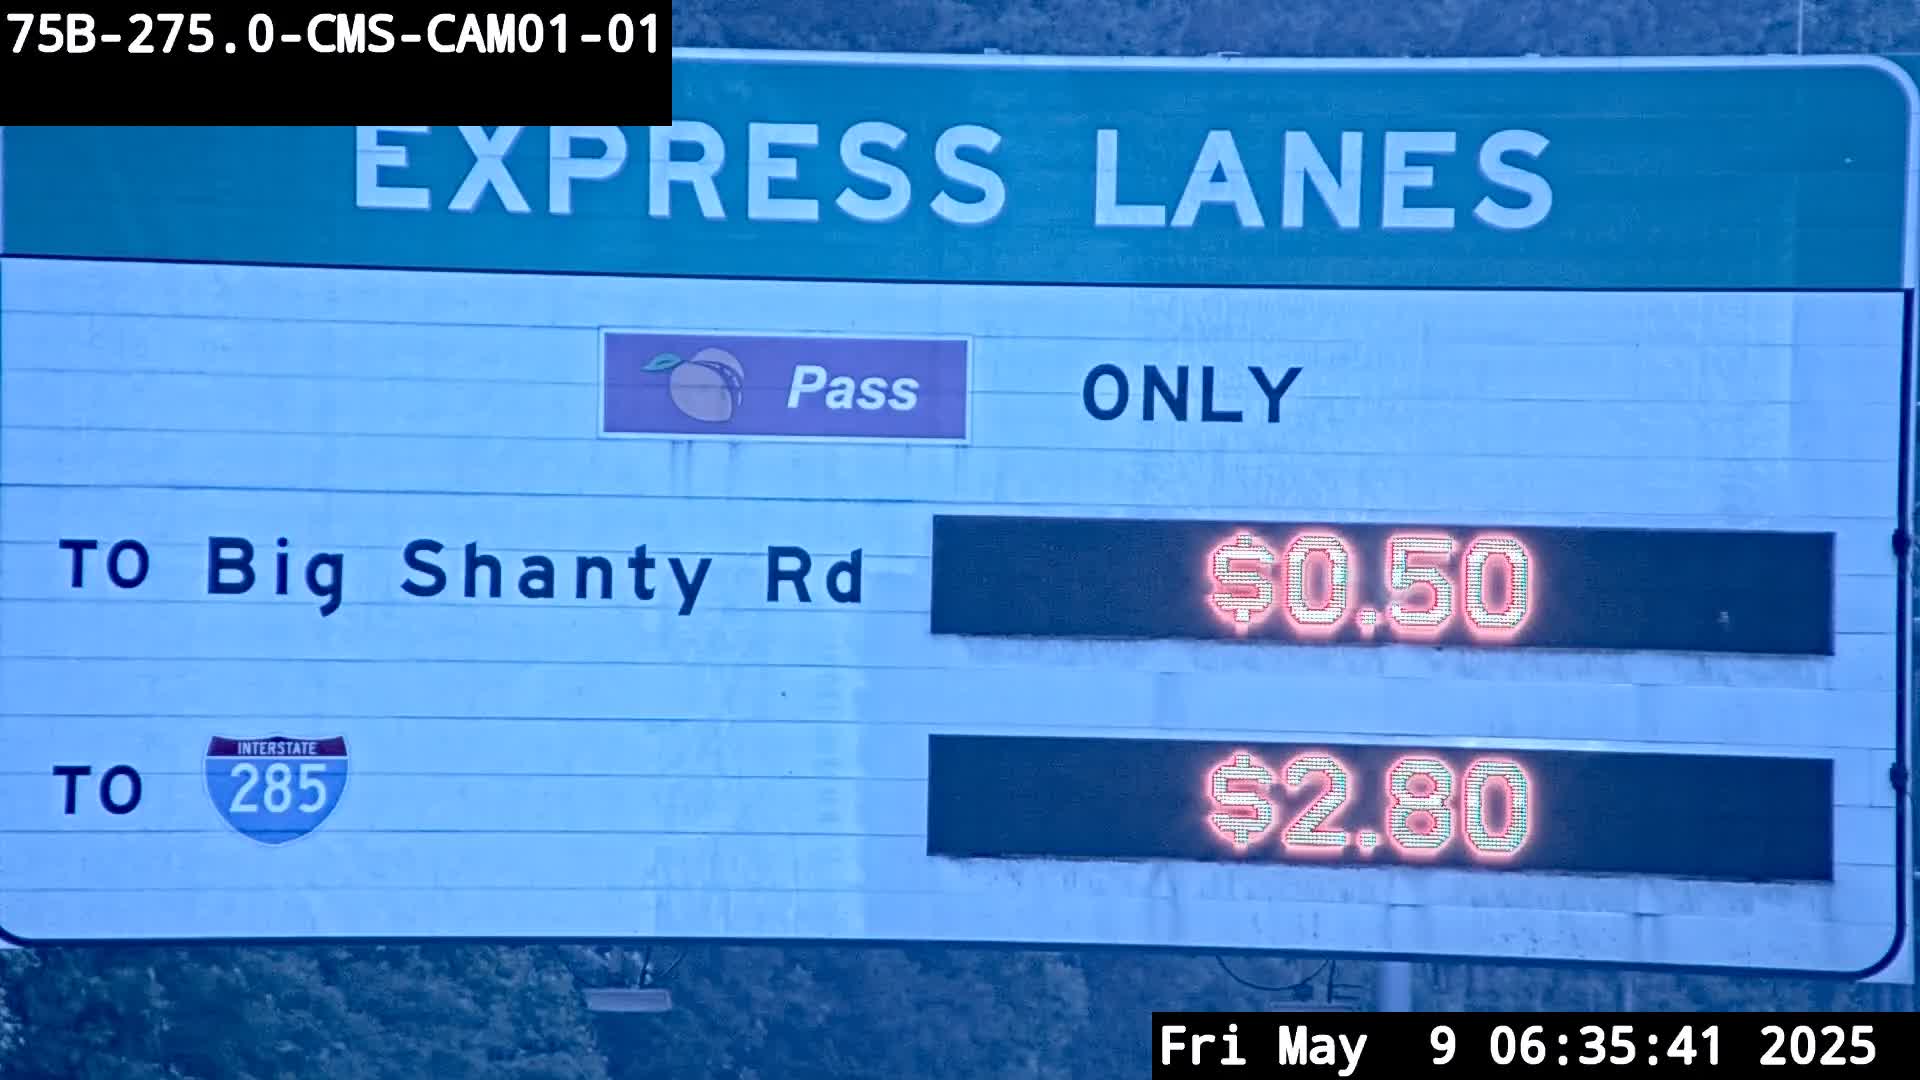 75B-275.0-CMS-CAM01-01
EXPRESS LANES
Pass ONLY
TO Big Shanty Rd $0.50
INTERSTATE
TO 285 $2.80
Fri May 9 06:35:41 2025